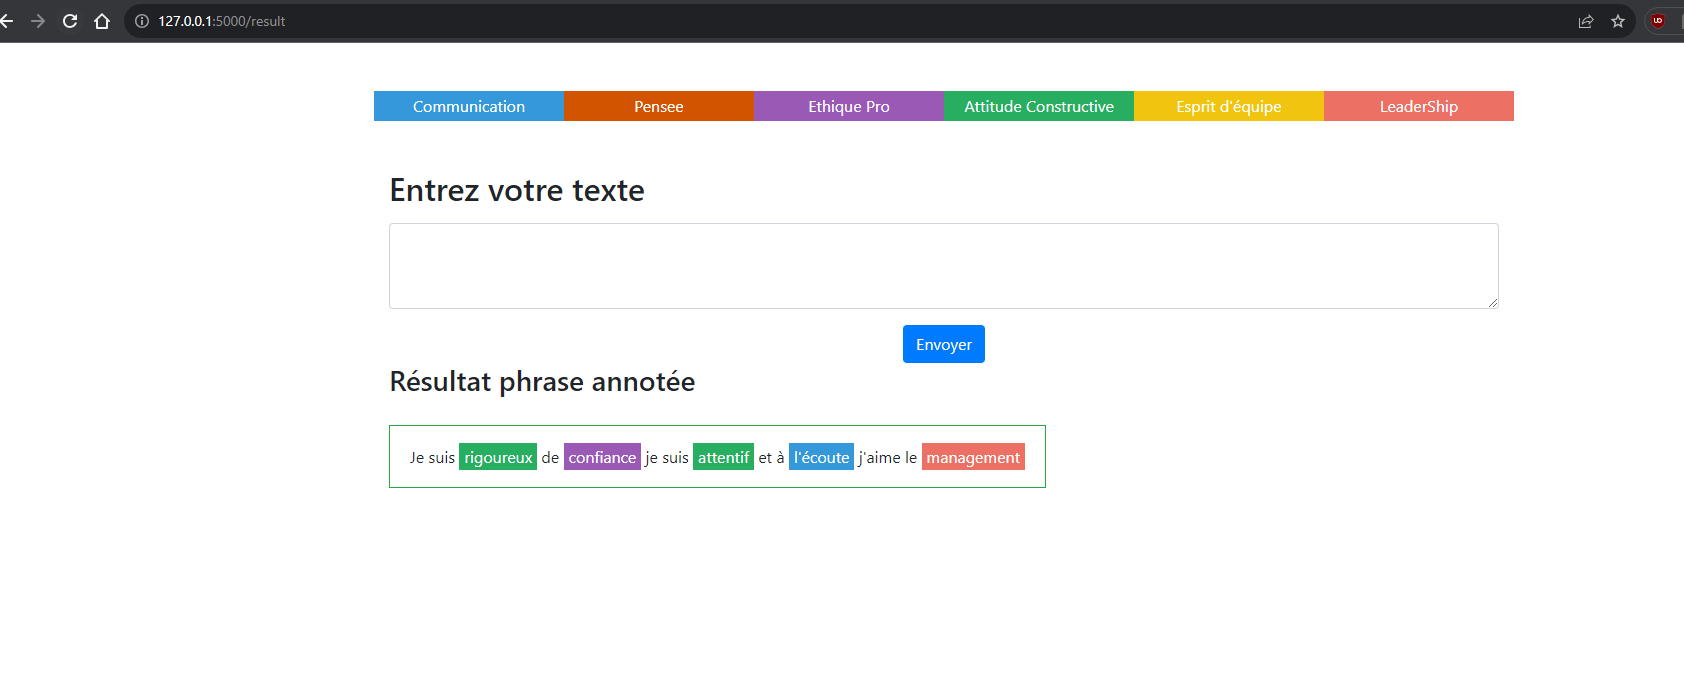 127.0.0.1:5000/result
Communication Pensee Ethique Pro Attitude Constructive Esprit d'équipe LeaderShip
Entrez votre texte
Envoyer
Résultat phrase annotée
Je suis rigoureux de confiance je suis attentif et à l'écoute j'aime le management